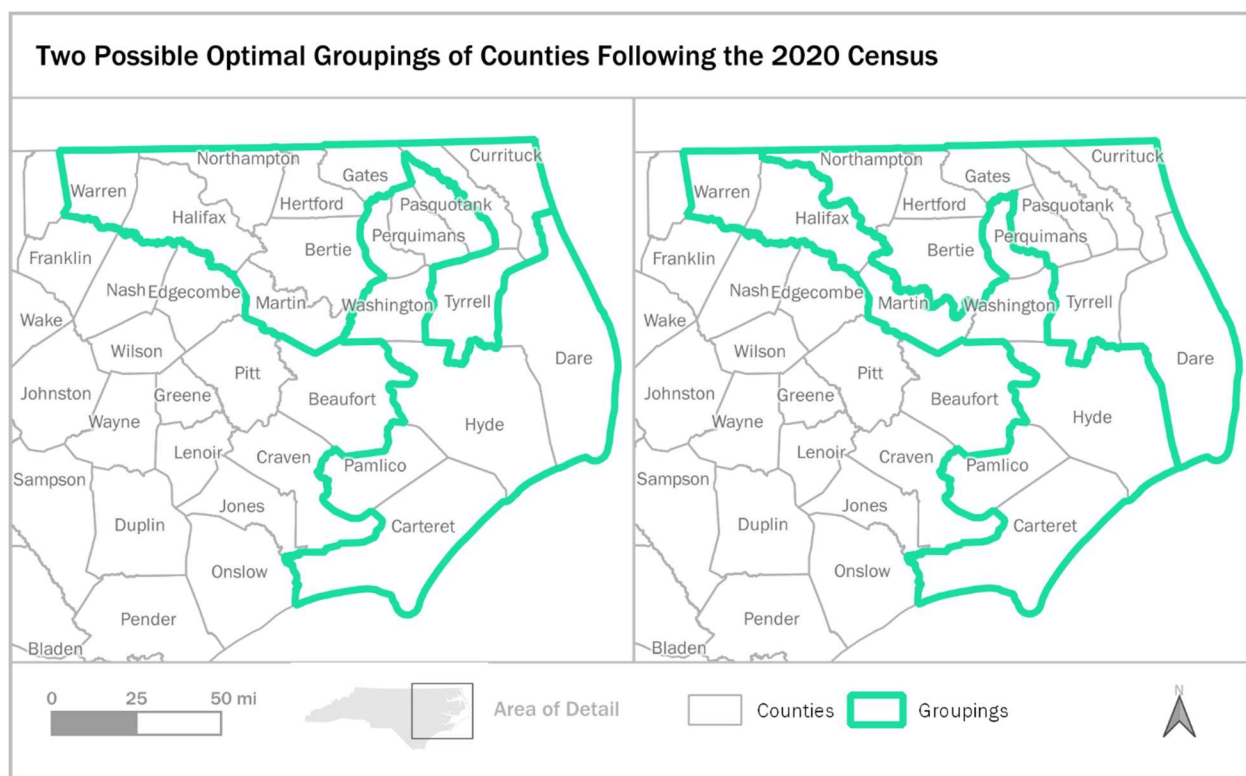 Two Possible Optimal Groupings of Counties Following the 2020 Census
Northampton
Currituck
Gates
Warren
Hertford
Pasquotank
Halifax
Perquimans
Bertie
Franklin
Nash
Edgecombe
Martin
Washington
Tyrrell
Wake
Wilson
Dare
Pitt
Johnston
Greene
Beaufort
Wayne
Hyde
Lenoir
Craven
Pamlico
Sampson
Jones
Duplin
Carteret
Onslow
Pender
Bladen
Northampton
Currituck
Gates
Warren
Hertford
Pasquotank
Halifax
Perquimans
Bertie
Franklin
Nash
Edgecombe
Martin
Washington
Tyrrell
Wake
Wilson
Dare
Pitt
Johnston
Greene
Beaufort
Wayne
Hyde
Lenoir
Craven
Pamlico
Sampson
Jones
Duplin
Carteret
Onslow
Pender
Bladen
0 25 50 mi
Area of Detail
Counties
Groupings
N